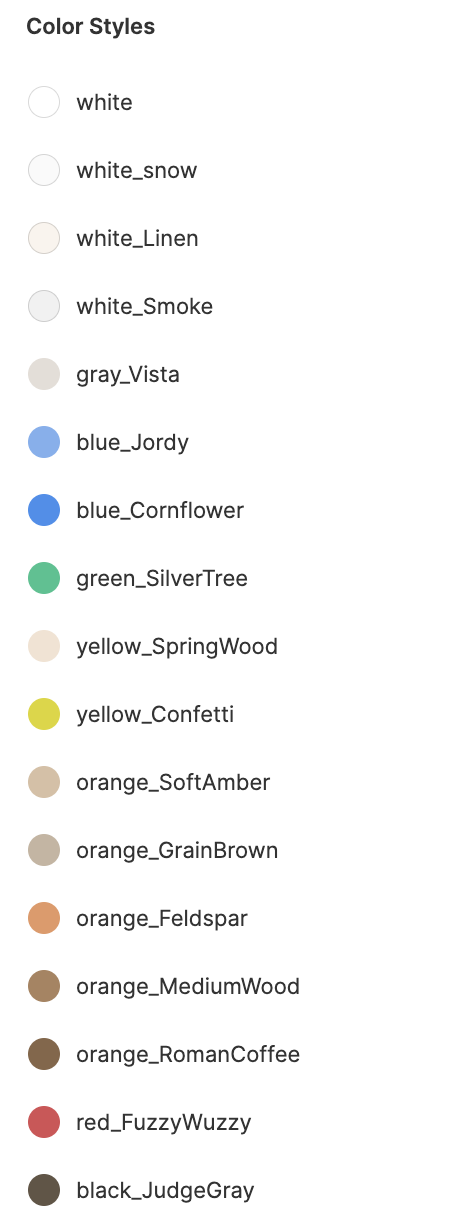 Color Styles
white
white_snow
white_Linen
white_Smoke
gray_Vista
blue_Jordy
blue_Cornflower
green_SilverTree
yellow_SpringWood
yellow_Confetti
orange_SoftAmber
orange_GrainBrown
orange_Feldspar
orange_MediumWood
orange_RomanCoffee
red_FuzzyWuzzy
black_JudgeGray